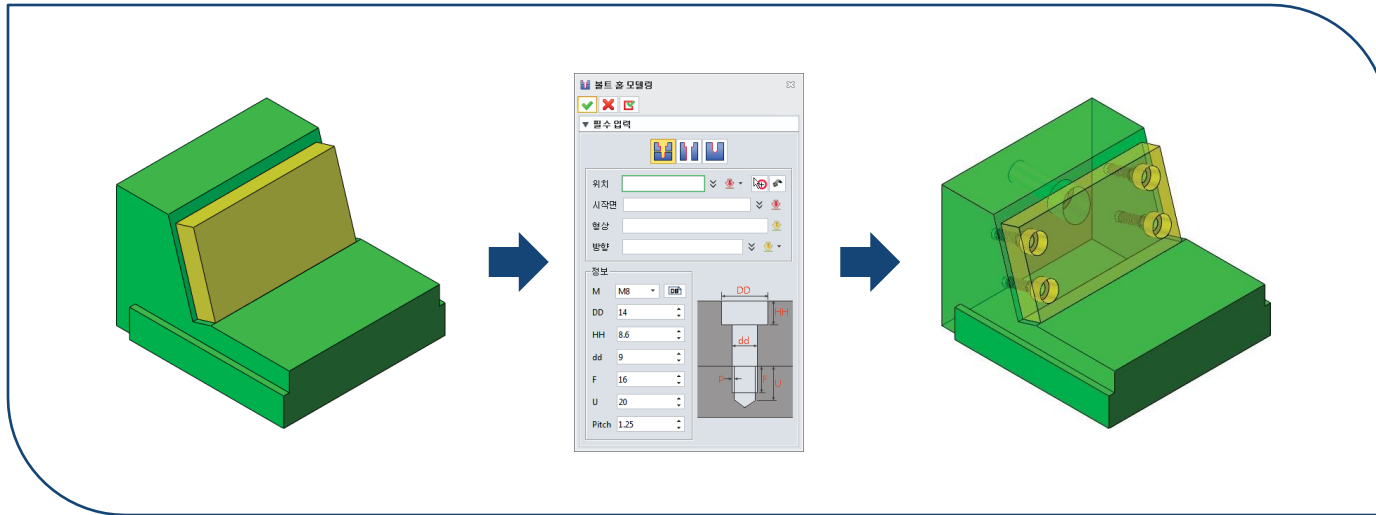 볼트 홀 모델링
▼ 필수 입력
위치
시작면
형상
방향
정보
M M8
DD 14
HH 8.6
dd 9
F 16
U 20
Pitch 1.25
DD
HH
dd
P F U